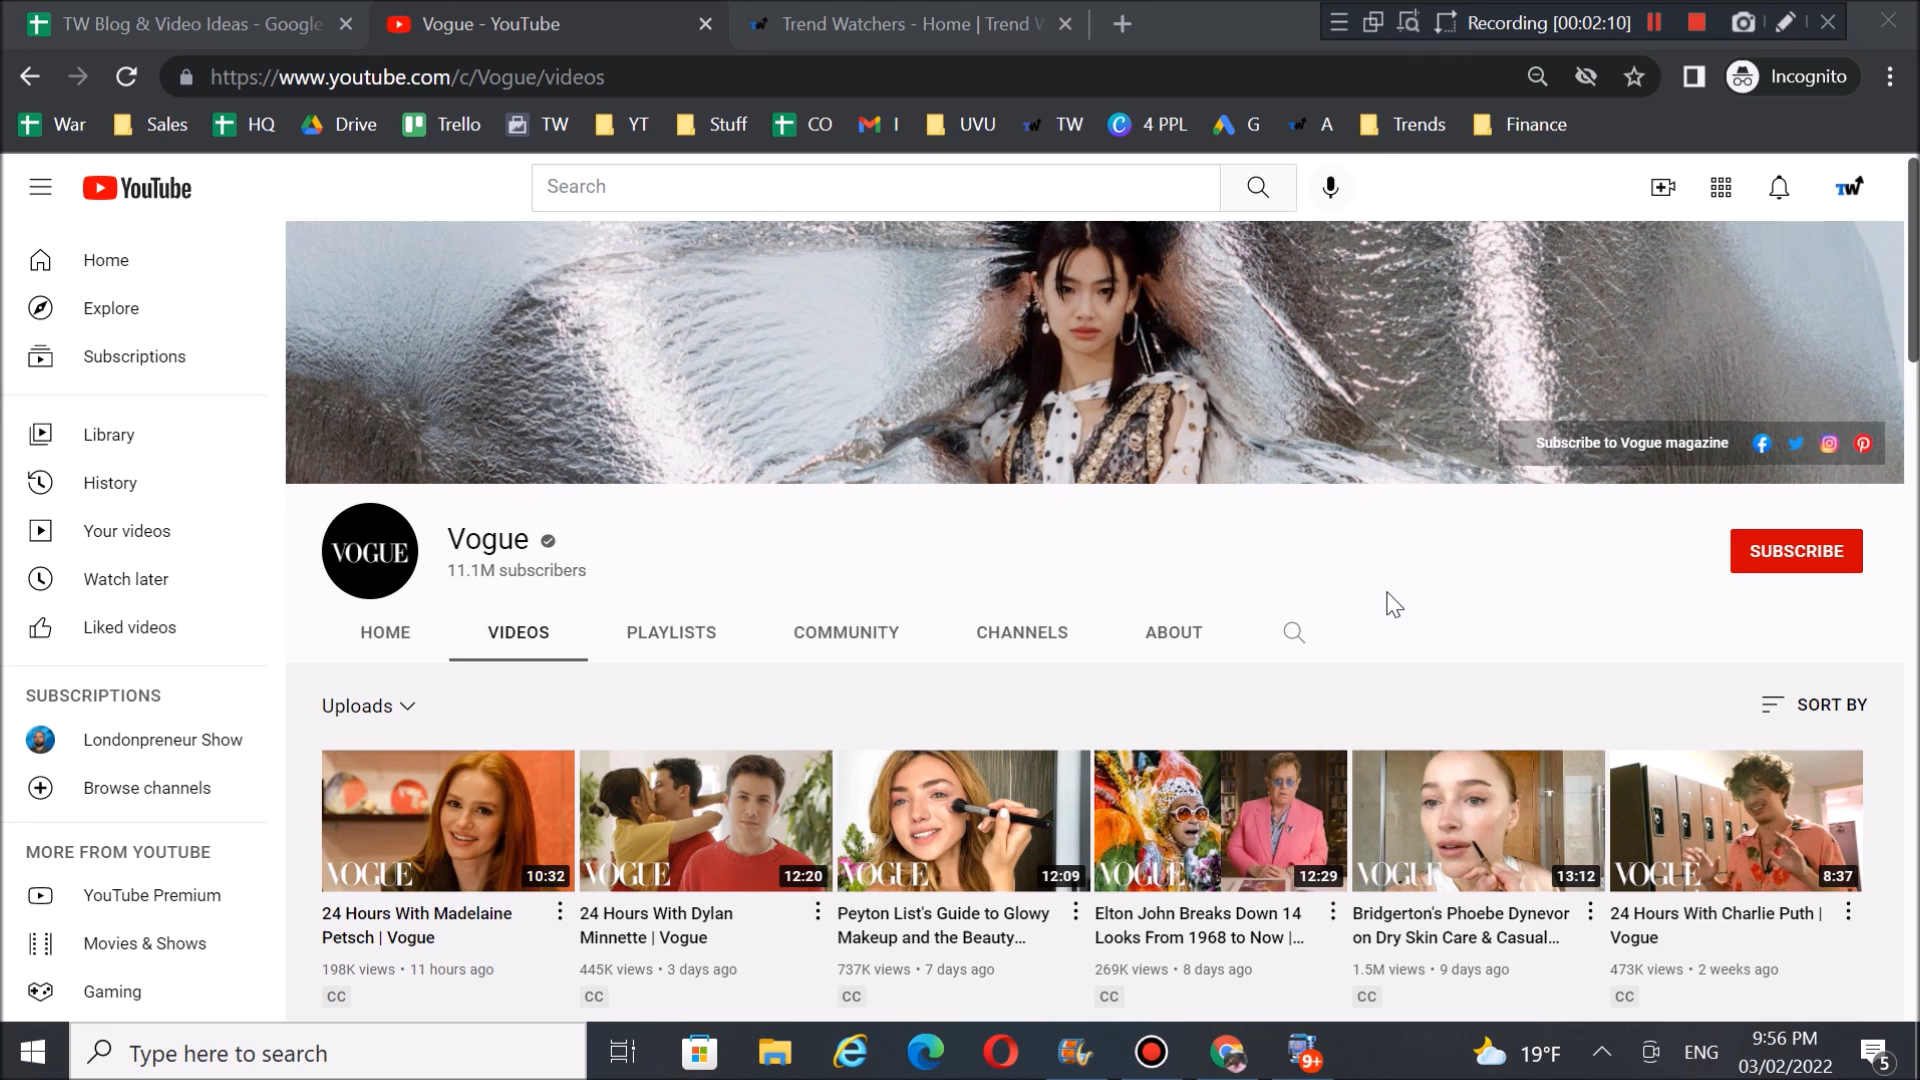 TW Blog & Video Ideas - Google
Vogue - YouTube
Trend Watchers - Home | Trend W
Recording [00:02:10]
https://www.youtube.com/c/Vogue/videos
Incognito
War
Sales
HQ
Drive
Trello
TW
YT
Stuff
CO
I
UVU
TW
4 PPL
G
A
Trends
Finance
YouTube
Search
TW
Home
Explore
Subscriptions
Library
History
Your videos
Watch later
Liked videos
SUBSCRIPTIONS
Londonpreneur Show
Browse channels
MORE FROM YOUTUBE
YouTube Premium
Movies & Shows
Gaming
Subscribe to Vogue magazine
VOGUE
Vogue
11.1M subscribers
SUBSCRIBE
HOME
VIDEOS
PLAYLISTS
COMMUNITY
CHANNELS
ABOUT
Uploads
SORT BY
VOGUE
10:32
24 Hours With Madelaine
Petsch | Vogue
198K views • 11 hours ago
CC
VOGUE
12:20
24 Hours With Dylan
Minnette | Vogue
445K views • 3 days ago
CC
VOGUE
12:09
Peyton List's Guide to Glowy
Makeup and the Beauty...
737K views • 7 days ago
CC
VOGUE
12:29
Elton John Breaks Down 14
Looks From 1968 to Now |...
269K views • 8 days ago
CC
VOGUE
13:12
Bridgerton's Phoebe Dynevor
on Dry Skin Care & Casual...
1.5M views • 9 days ago
CC
VOGUE
8:37
24 Hours With Charlie Puth |
Vogue
473K views • 2 weeks ago
CC
Type here to search
9+
19°F
ENG
9:56 PM
03/02/2022
5